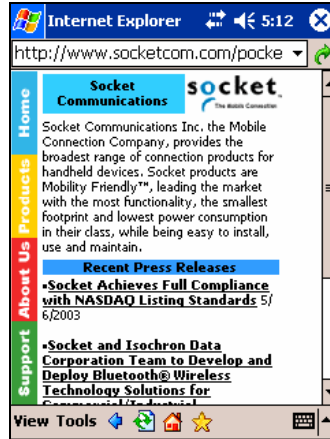 Internet Explorer 5:12
http://www.socketcom.com/pocke
Home
Products
About Us
Support
Socket
Communications
socket
The Mobile Connection
Socket Communications Inc. the Mobile
Connection Company, provides the
broadest range of connection products for
handheld devices. Socket products are
Mobility Friendly™, leading the market
with the most functionality, the smallest
footprint and lowest power consumption
in their class, while being easy to install,
use and maintain.
Recent Press Releases
▪Socket Achieves Full Compliance
with NASDAQ Listing Standards 5/
6/2003
▪Socket and Isochron Data
Corporation Team to Develop and
Deploy Bluetooth® Wireless
Technology Solutions for
Commercial/Industrial
View Tools